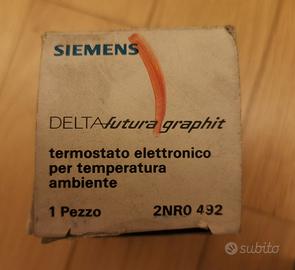 SIEMENS
DELTA futura graphit
termostato elettronico
per temperatura
ambiente
1 Pezzo 2NR0 492
subito